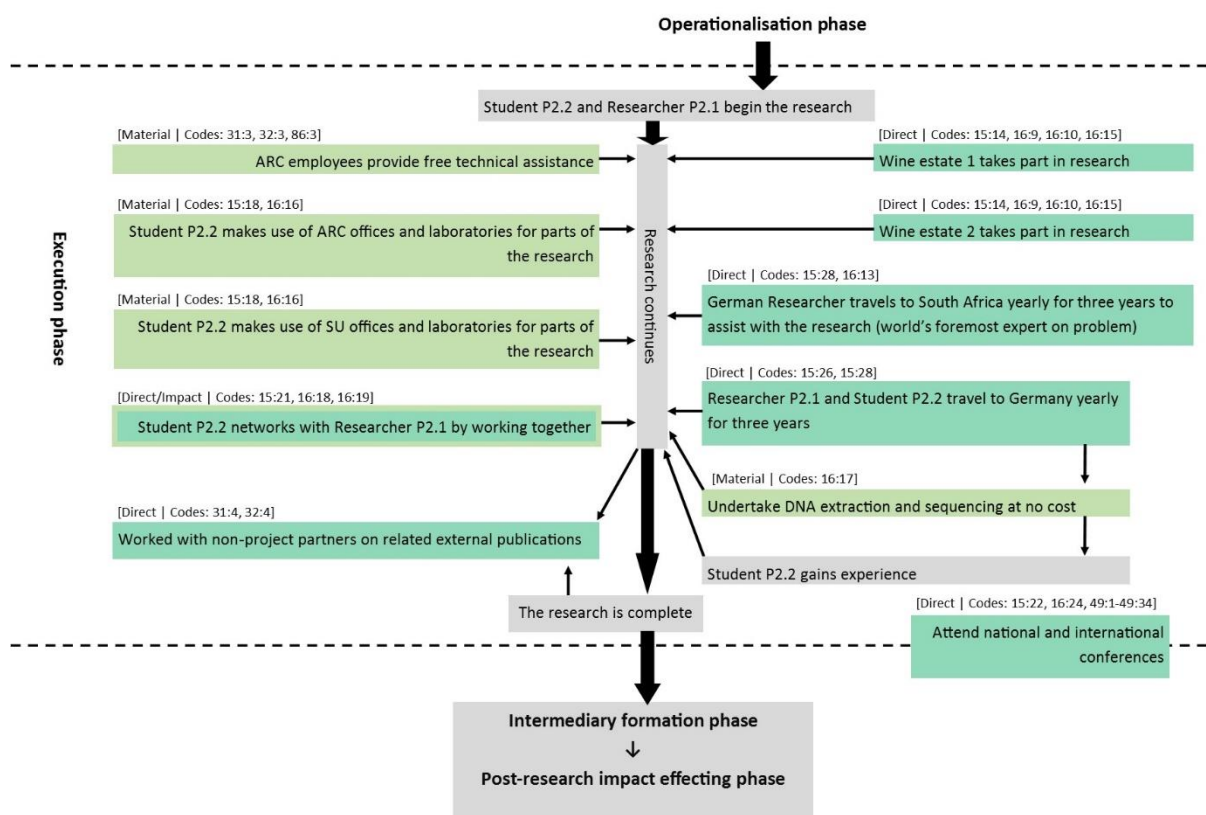 Operationalisation phase
Student P2.2 and Researcher P2.1 begin the research
[Material | Codes: 31:3, 32:3, 86:3]
ARC employees provide free technical assistance
[Direct | Codes: 15:14, 16:9, 16:10, 16:15]
Wine estate 1 takes part in research
[Material | Codes: 15:18, 16:16]
Student P2.2 makes use of ARC offices and laboratories for parts of
the research
[Direct | Codes: 15:14, 16:9, 16:10, 16:15]
Wine estate 2 takes part in research
Execution phase
Research continues
[Direct | Codes: 15:28, 16:13]
German Researcher travels to South Africa yearly for three years to
assist with the research (world’s foremost expert on problem)
[Material | Codes: 15:18, 16:16]
Student P2.2 makes use of SU offices and laboratories for parts of
the research
[Direct | Codes: 15:26, 15:28]
Researcher P2.1 and Student P2.2 travel to Germany yearly
for three years
[Direct/Impact | Codes: 15:21, 16:18, 16:19]
Student P2.2 networks with Researcher P2.1 by working together
[Material | Codes: 16:17]
Undertake DNA extraction and sequencing at no cost
[Direct | Codes: 31:4, 32:4]
Worked with non-project partners on related external publications
Student P2.2 gains experience
The research is complete
[Direct | Codes: 15:22, 16:24, 49:1-49:34]
Attend national and international
conferences
Intermediary formation phase
↓
Post-research impact effecting phase